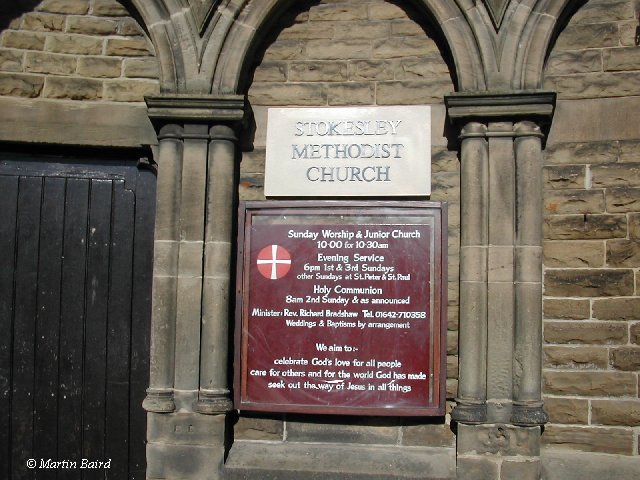 STOKESLEY
METHODIST
CHURCH
Sunday Worship & Junior Church
10.00 for 10.30am
Evening Service
6pm 1st & 3rd Sundays
other Sundays at St. Peter & St. Paul
Holy Communion
8am 2nd Sunday & as announced
Minister: Rev. Richard Bradshaw Tel. 01642-710358
Weddings & Baptisms by arrangement
We aim to:-
celebrate God's love for all people
care for others and for the world God has made
seek out the way of Jesus in all things
© Martin Baird